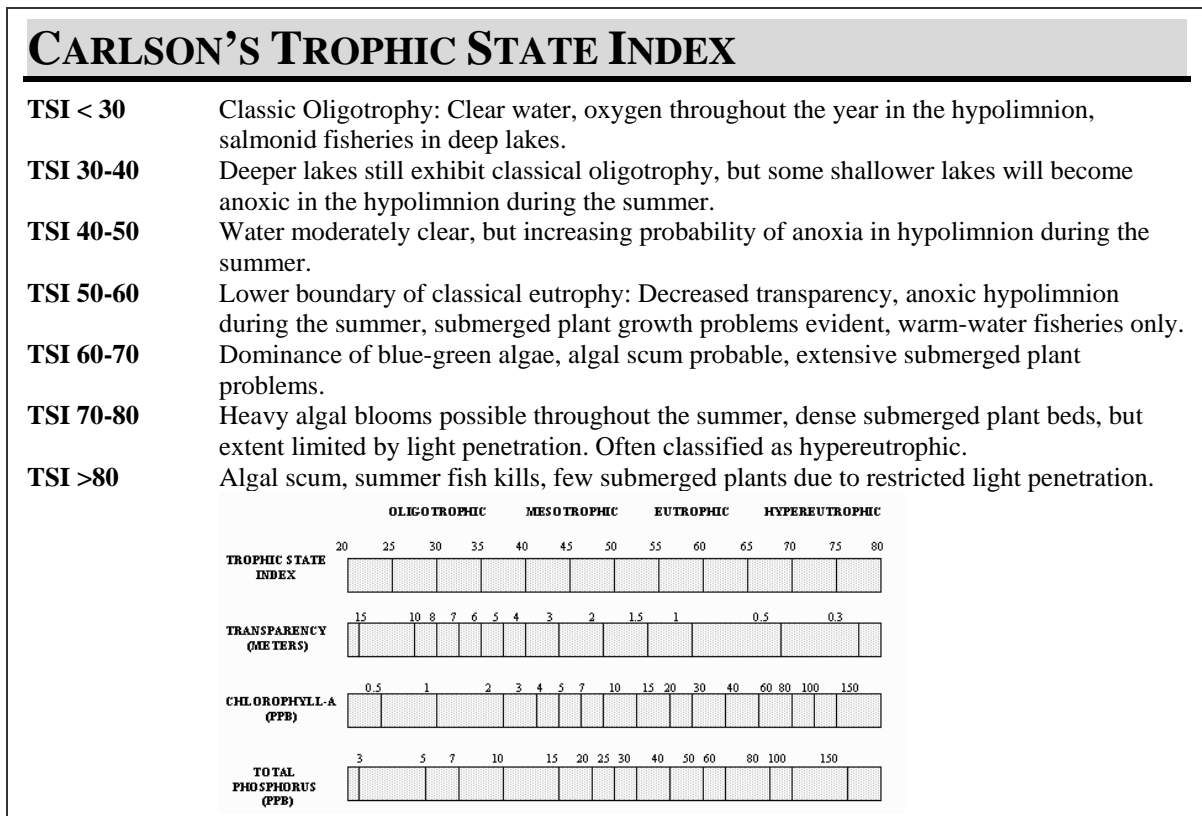 CARLSON'S TROPHIC STATE INDEX
TSI < 30 Classic Oligotrophy: Clear water, oxygen throughout the year in the hypolimnion,
salmonid fisheries in deep lakes.
TSI 30-40 Deeper lakes still exhibit classical oligotrophy, but some shallower lakes will become
anoxic in the hypolimnion during the summer.
TSI 40-50 Water moderately clear, but increasing probability of anoxia in hypolimnion during the
summer.
TSI 50-60 Lower boundary of classical eutrophy: Decreased transparency, anoxic hypolimnion
during the summer, submerged plant growth problems evident, warm-water fisheries only.
TSI 60-70 Dominance of blue-green algae, algal scum probable, extensive submerged plant
problems.
TSI 70-80 Heavy algal blooms possible throughout the summer, dense submerged plant beds, but
extent limited by light penetration. Often classified as hypereutrophic.
TSI >80 Algal scum, summer fish kills, few submerged plants due to restricted light penetration.
OLIGOTROPHIC MESOTROPHIC EUTROPHIC HYPEREUTROPHIC
20 25 30 35 40 45 50 55 60 65 70 75 80
TROPHIC STATE
INDEX
15 10 8 7 6 5 4 3 2 1.5 1 0.5 0.3
TRANSPARENCY
(METERS)
0.5 1 2 3 4 5 7 10 15 20 30 40 60 80 100 150
CHLOROPHYLL-A
(PPB)
3 5 7 10 15 20 25 30 40 50 60 80 100 150
TOTAL
PHOSPHORUS
(PPB)